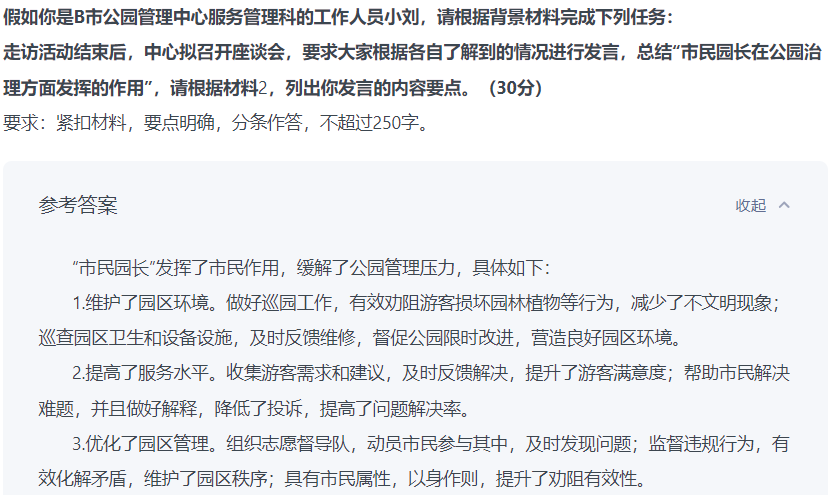 假如你是B市公园管理中心服务管理科的工作人员小刘，请根据背景材料完成下列任务：
走访活动结束后，中心拟召开座谈会，要求大家根据各自了解到的情况进行发言，总结“市民园长在公园治
理方面发挥的作用”，请根据材料2，列出你发言的内容要点。（30分）
要求：紧扣材料，要点明确，分条作答，不超过250字。
参考答案
收起
“市民园长”发挥了市民作用，缓解了公园管理压力，具体如下：
1.维护了园区环境。做好巡园工作，有效劝阻游客损坏园林植物等行为，减少了不文明现象；
巡查园区卫生和设备设施，及时反馈维修，督促公园限时改进，营造良好园区环境。
2.提高了服务水平。收集游客需求和建议，及时反馈解决，提升了游客满意度；帮助市民解决
难题，并且做好解释，降低了投诉，提高了问题解决率。
3.优化了园区管理。组织志愿督导队，动员市民参与其中，及时发现问题；监督违规行为，有
效化解矛盾，维护了园区秩序；具有市民属性，以身作则，提升了劝阻有效性。